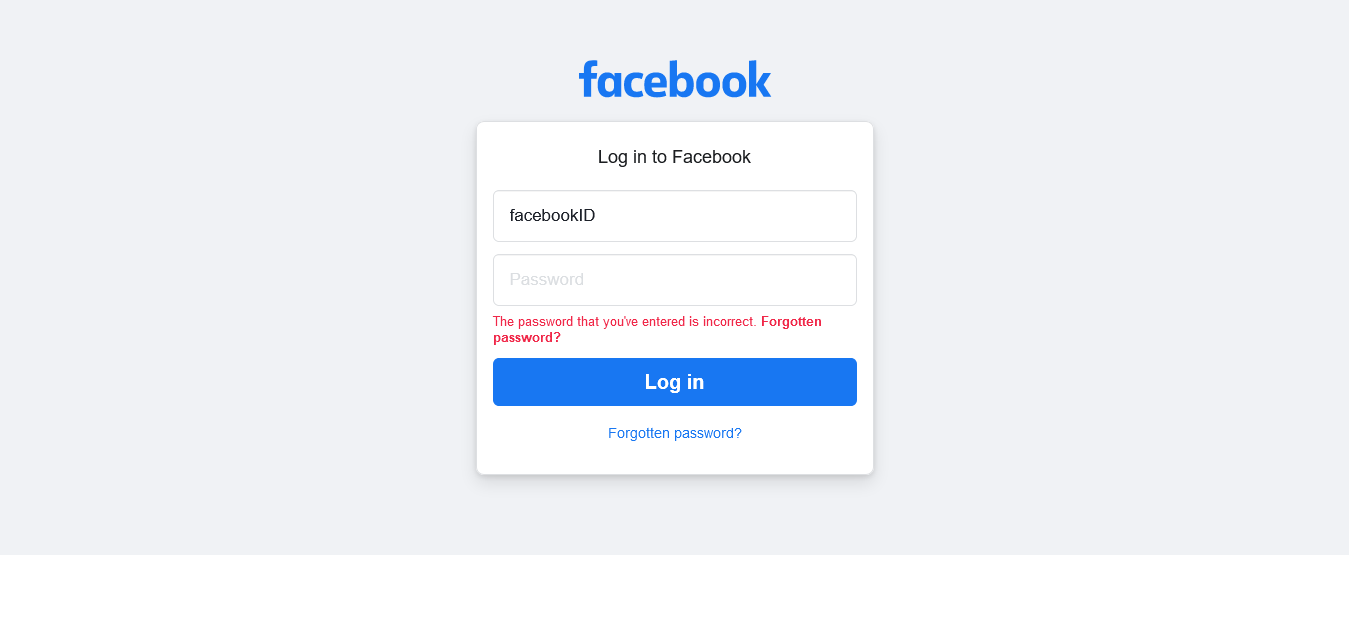 facebook
Log in to Facebook
facebookID
Password
The password that you've entered is incorrect. Forgotten
password?
Log in
Forgotten password?